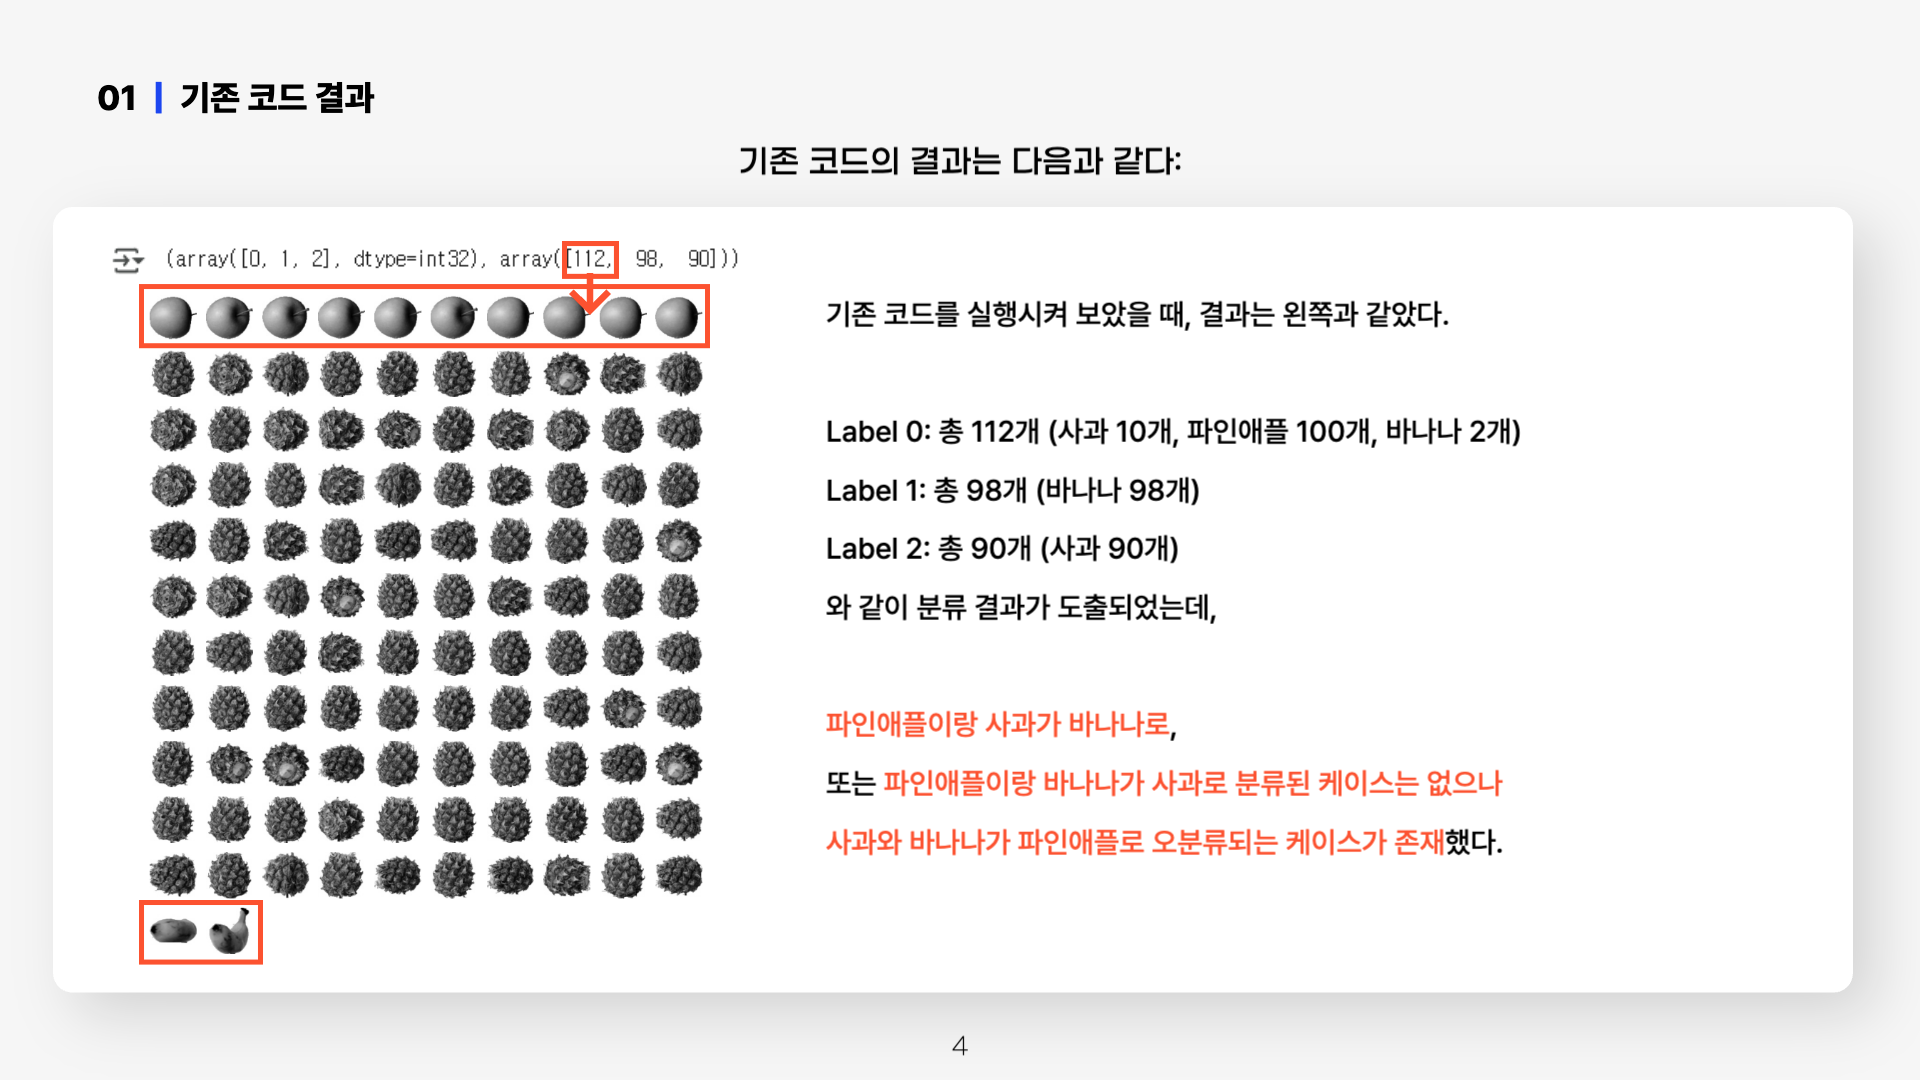 01 | 기존 코드 결과
기존 코드의 결과는 다음과 같다:
(array([0, 1, 2], dtype=int32), array([112, 98, 90]))
기존 코드를 실행시켜 보았을 때, 결과는 왼쪽과 같았다.
Label 0: 총 112개 (사과 10개, 파인애플 100개, 바나나 2개)
Label 1: 총 98개 (바나나 98개)
Label 2: 총 90개 (사과 90개)
와 같이 분류 결과가 도출되었는데,
파인애플이랑 사과가 바나나로,
또는 파인애플이랑 바나나가 사과로 분류된 케이스는 없으나
사과와 바나나가 파인애플로 오분류되는 케이스가 존재했다.
4